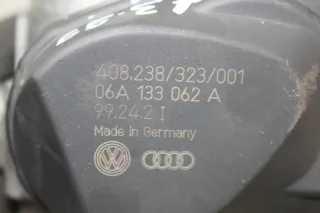 408.238/323/001
06A 133 062 A
99.24.2 I
Made in Germany